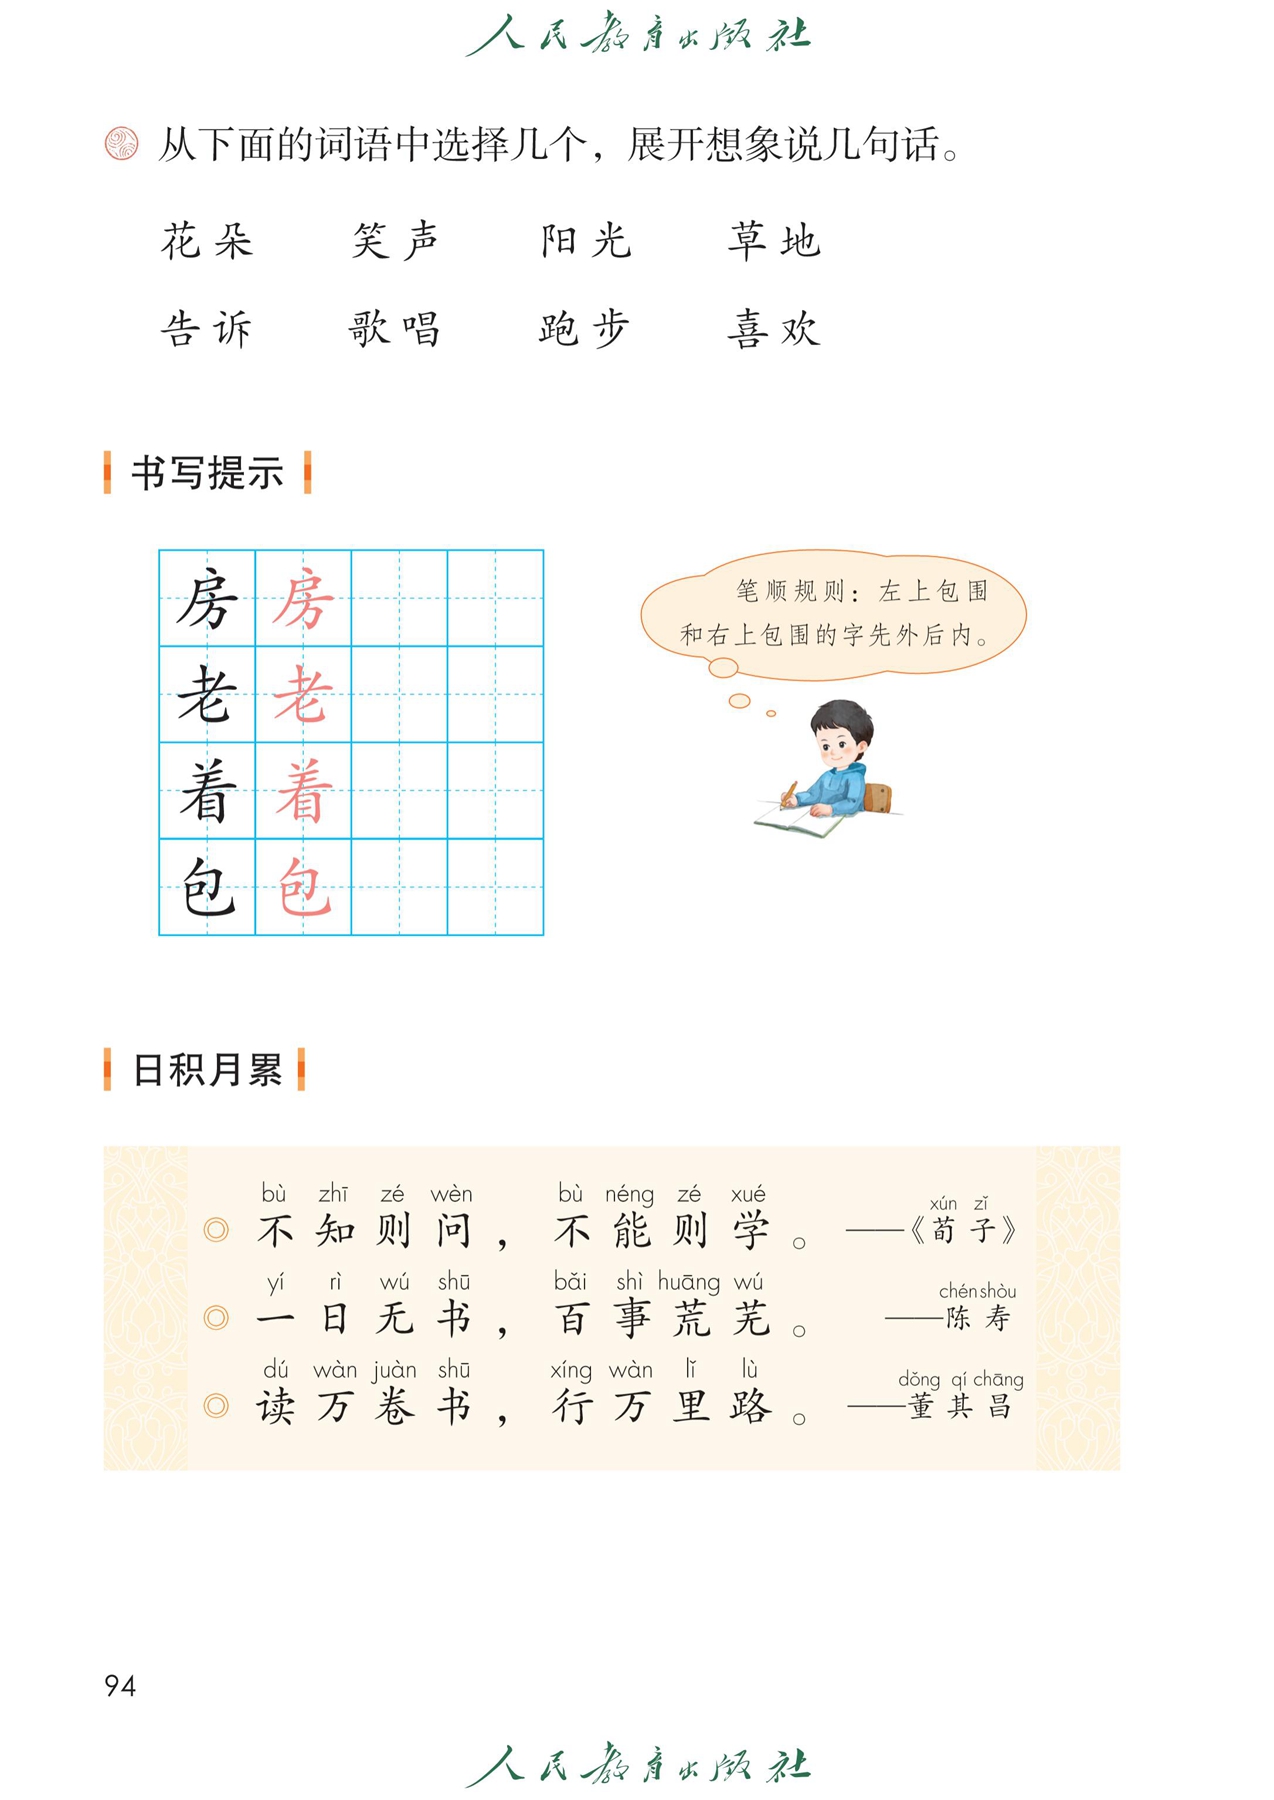 人民教育出版社
从下面的词语中选择几个，展开想象说几句话。
花朵 笑声 阳光 草地
告诉 歌唱 跑步 喜欢
书写提示
房 房
老 老
着 着
包 包
笔顺规则：左上包围
和右上包围的字先外后内。
日积月累
bù zhī zé wèn bù néng zé xué xún zǐ
◎ 不知则问，不能则学。 ——《荀子》
yí rì wú shū bǎi shì huāng wú chén shòu
◎ 一日无书，百事荒芜。 ——陈寿
dú wàn juàn shū xíng wàn lǐ lù dǒng qí chāng
◎ 读万卷书，行万里路。 ——董其昌
94
人民教育出版社